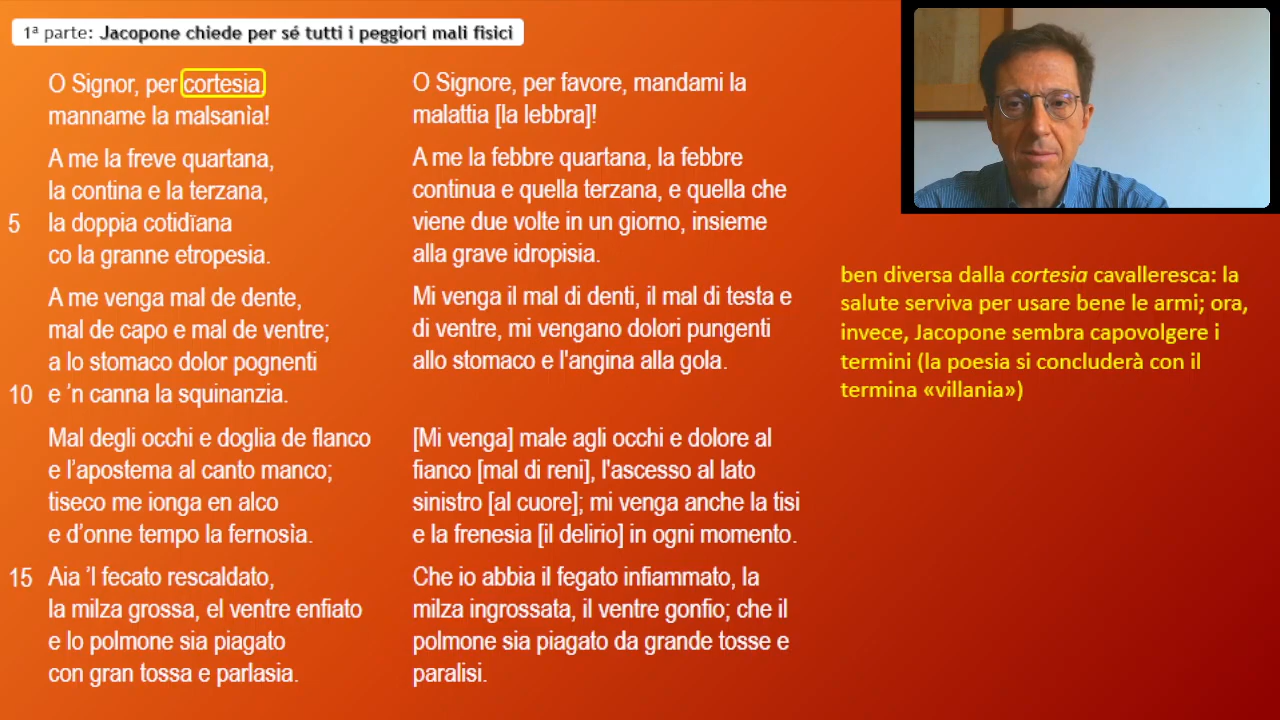 1ª parte: Jacopone chiede per sé tutti i peggiori mali fisici
O Signor, per cortesia,
manname la malsanìa!
A me la freve quartana,
la contina e la terzana,
5 la doppia cotidïana
co la granne etropesia.
A me venga mal de dente,
mal de capo e mal de ventre;
a lo stomaco dolor pognenti
10 e ’n canna la squinanzia.
Mal degli occhi e doglia de flanco
e l’apostema al canto manco;
tiseco me ionga en alco
e d’onne tempo la fernosìa.
15 Aia ’l fecato rescaldato,
la milza grossa, el ventre enfiato
e lo polmone sia piagato
con gran tossa e parlasia.
O Signore, per favore, mandami la
malattia [la lebbra]!
A me la febbre quartana, la febbre
continua e quella terzana, e quella che
viene due volte in un giorno, insieme
alla grave idropisia.
Mi venga il mal di denti, il mal di testa e
di ventre, mi vengano dolori pungenti
allo stomaco e l'angina alla gola.
[Mi venga] male agli occhi e dolore al
fianco [mal di reni], l'ascesso al lato
sinistro [al cuore]; mi venga anche la tisi
e la frenesia [il delirio] in ogni momento.
Che io abbia il fegato infiammato, la
milza ingrossata, il ventre gonfio; che il
polmone sia piagato da grande tosse e
paralisi.
ben diversa dalla cortesia cavalleresca: la
salute serviva per usare bene le armi; ora,
invece, Jacopone sembra capovolgere i
termini (la poesia si concluderà con il
termina «villania»)